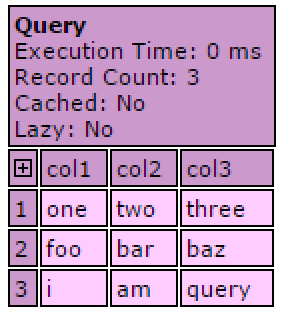 Query
Execution Time: 0 ms
Record Count: 3
Cached: No
Lazy: No
col1 col2 col3
1 one two three
2 foo bar baz
3 i am query